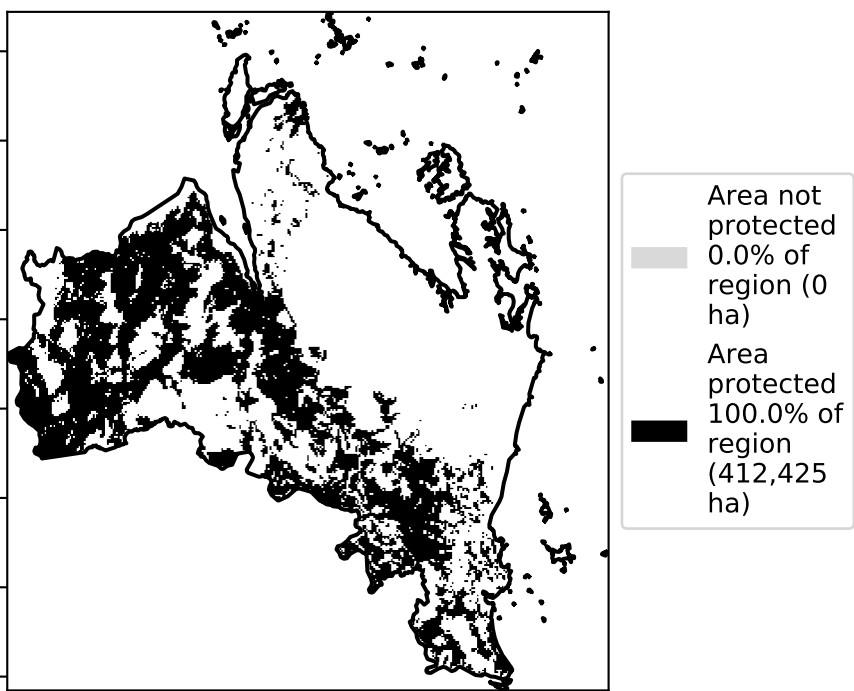 Area not
protected
0.0% of
region (0
ha)
Area
protected
100.0% of
region
(412,425
ha)